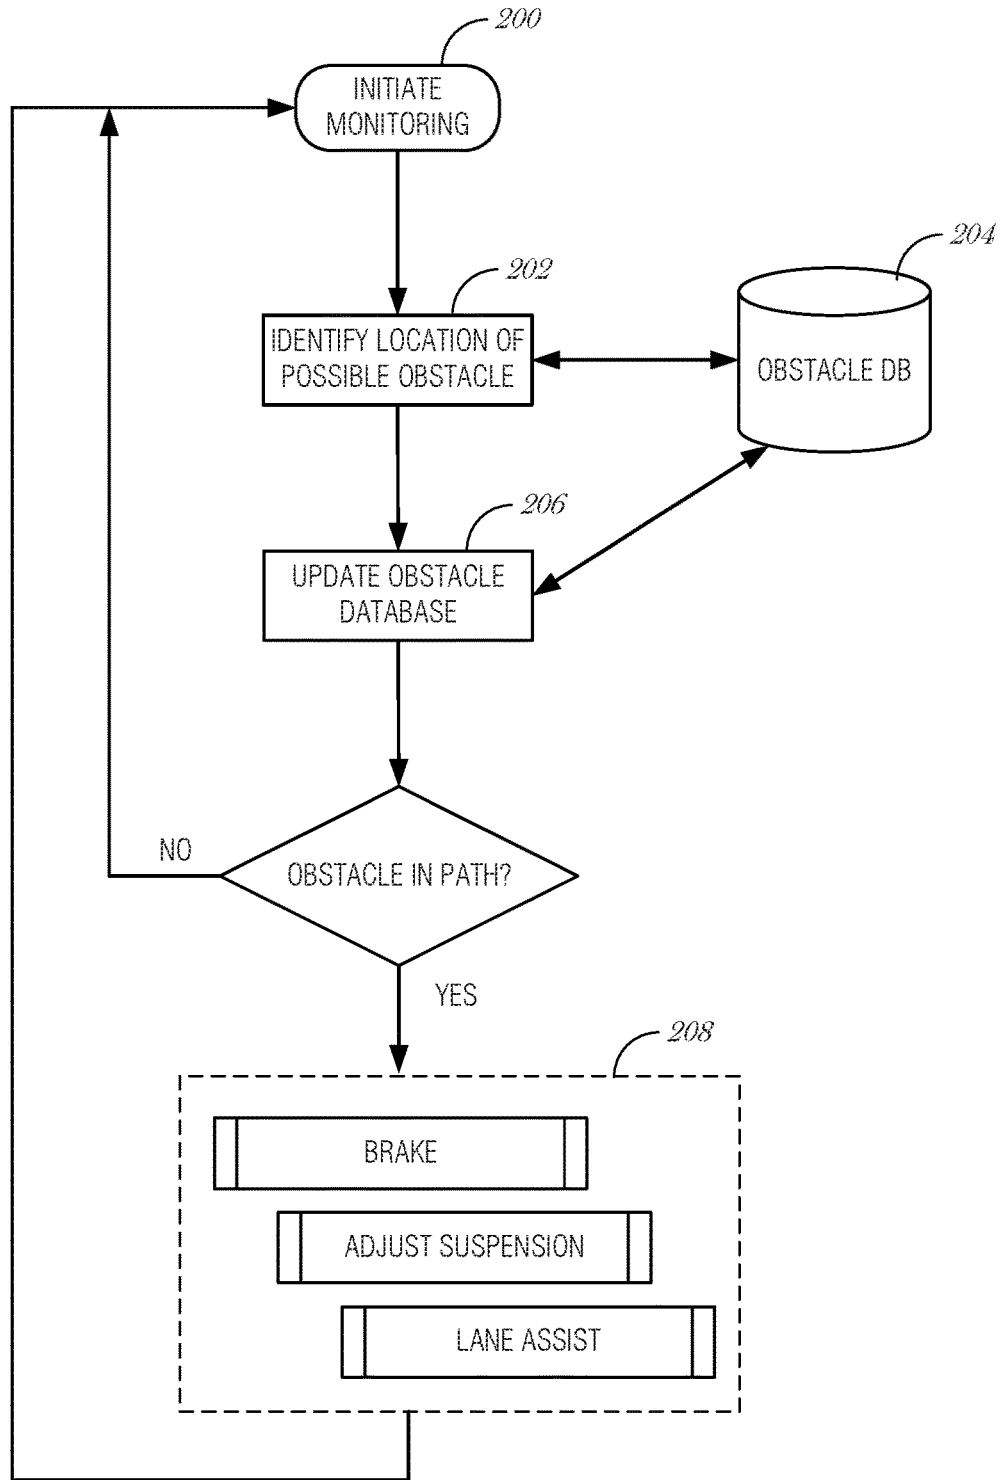 200
INITIATE
MONITORING
204
202
IDENTIFY LOCATION OF
POSSIBLE OBSTACLE
OBSTACLE DB
206
UPDATE OBSTACLE
DATABASE
NO
OBSTACLE IN PATH?
YES
208
BRAKE
ADJUST SUSPENSION
LANE ASSIST